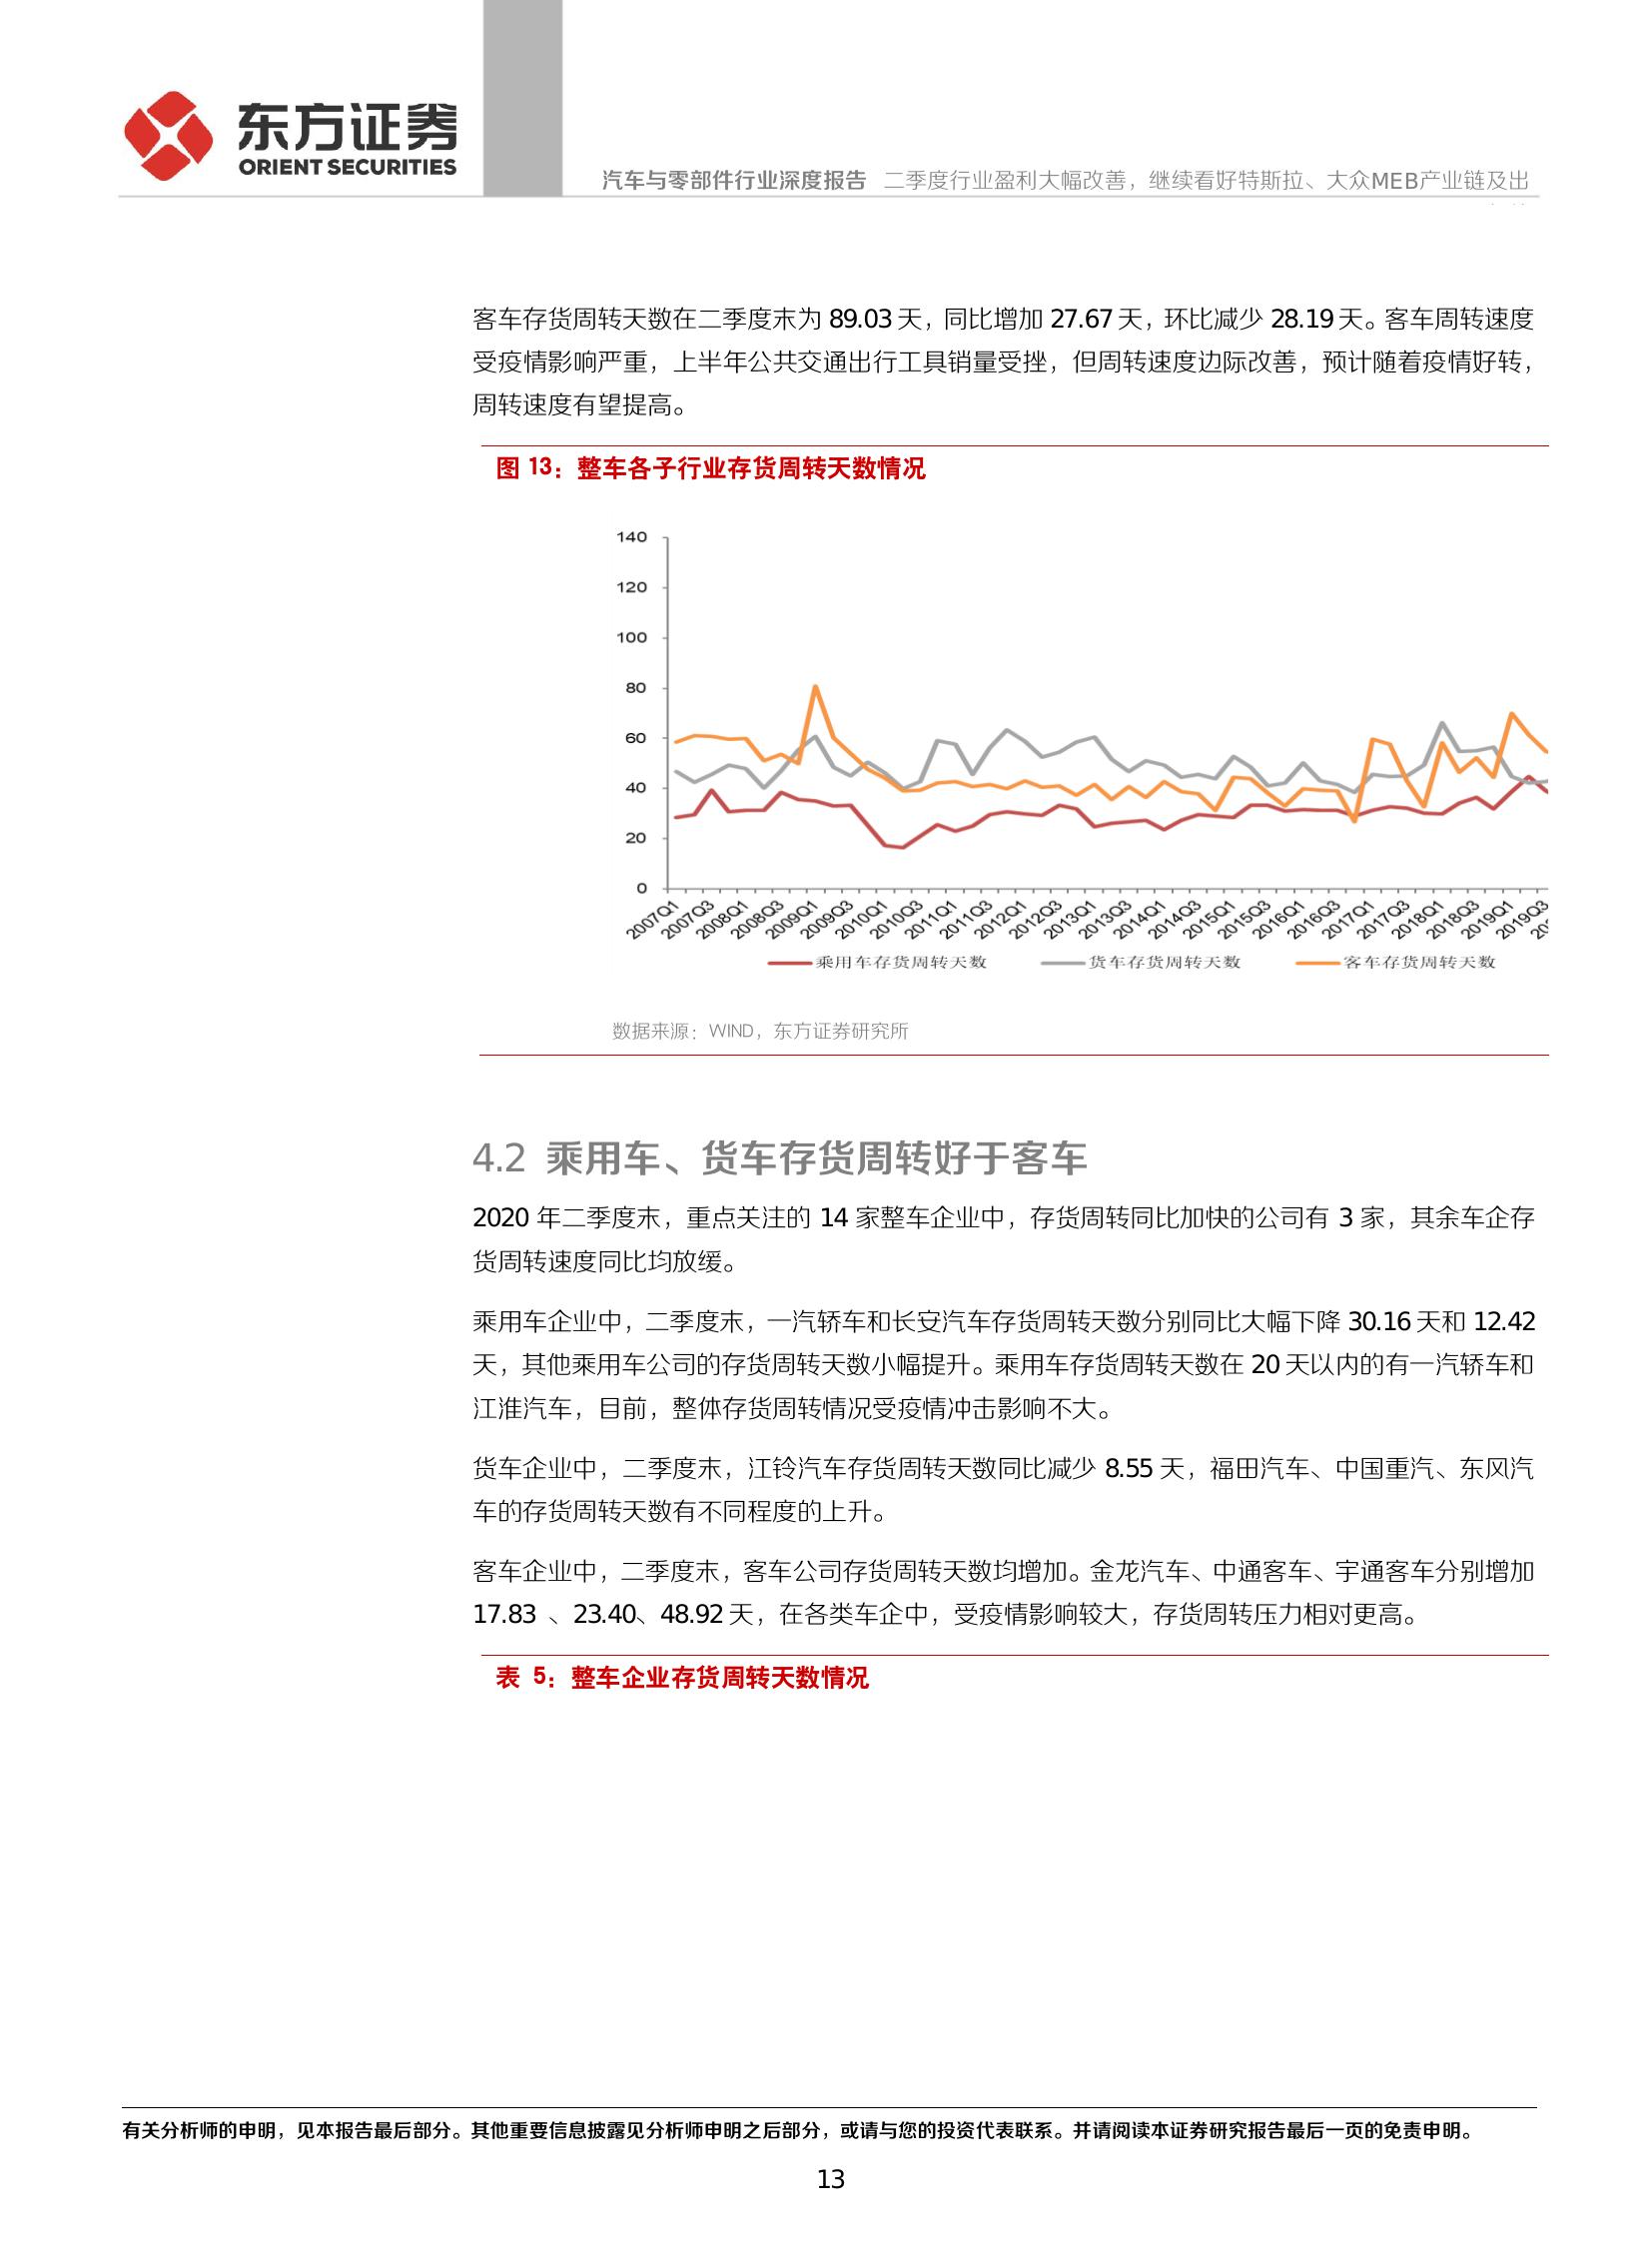 东方证券
ORIENT SECURITIES
汽车与零部件行业深度报告 二季度行业盈利大幅改善，继续看好特斯拉、大众MEB产业链及出
客车存货周转天数在二季度末为 89.03 天，同比增加 27.67 天，环比减少 28.19 天。客车周转速度
受疫情影响严重，上半年公共交通出行工具销量受挫，但周转速度边际改善，预计随着疫情好转，
周转速度有望提高。
图 13：整车各子行业存货周转天数情况
140
120
100
80
60
40
20
0
2007Q1 2007Q3 2008Q1 2008Q3 2009Q1 2009Q3 2010Q1 2010Q3 2011Q1 2011Q3 2012Q1 2012Q3 2013Q1 2013Q3 2014Q1 2014Q3 2015Q1 2015Q3 2016Q1 2016Q3 2017Q1 2017Q3 2018Q1 2018Q3 2019Q1 2019Q3
乘用车存货周转天数 货车存货周转天数 客车存货周转天数
数据来源：WIND，东方证券研究所
4.2 乘用车、货车存货周转好于客车
2020 年二季度末，重点关注的 14 家整车企业中，存货周转同比加快的公司有 3 家，其余车企存
货周转速度同比均放缓。
乘用车企业中，二季度末，一汽轿车和长安汽车存货周转天数分别同比大幅下降 30.16 天和 12.42
天，其他乘用车公司的存货周转天数小幅提升。乘用车存货周转天数在 20 天以内的有一汽轿车和
江淮汽车，目前，整体存货周转情况受疫情冲击影响不大。
货车企业中，二季度末，江铃汽车存货周转天数同比减少 8.55 天，福田汽车、中国重汽、东风汽
车的存货周转天数有不同程度的上升。
客车企业中，二季度末，客车公司存货周转天数均增加。金龙汽车、中通客车、宇通客车分别增加
17.83 、23.40、48.92 天，在各类车企中，受疫情影响较大，存货周转压力相对更高。
表 5：整车企业存货周转天数情况
有关分析师的申明，见本报告最后部分。其他重要信息披露见分析师申明之后部分，或请与您的投资代表联系。并请阅读本证券研究报告最后一页的免责申明。
13